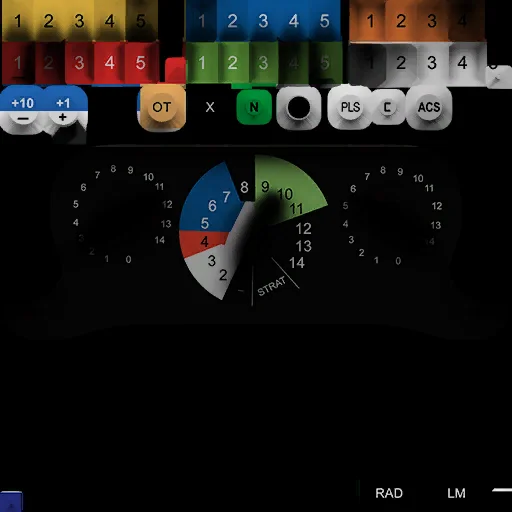 1 2 3 4 5 1 2 3 4 5 1 2 3 4
1 2 3 4 5 1 2 3 4 5 1 2 3 4 5
+10 +1 OT X N PLS E ACS
− +
0 1 2 3 4 5 6 7 8 9 10 11 12 13 14
2 3 4 5 6 7 8 9 10 11 12 13 14
STRAT
0 1 2 3 4 5 6 7 8 9 10 11 12 13 14
RAD LM